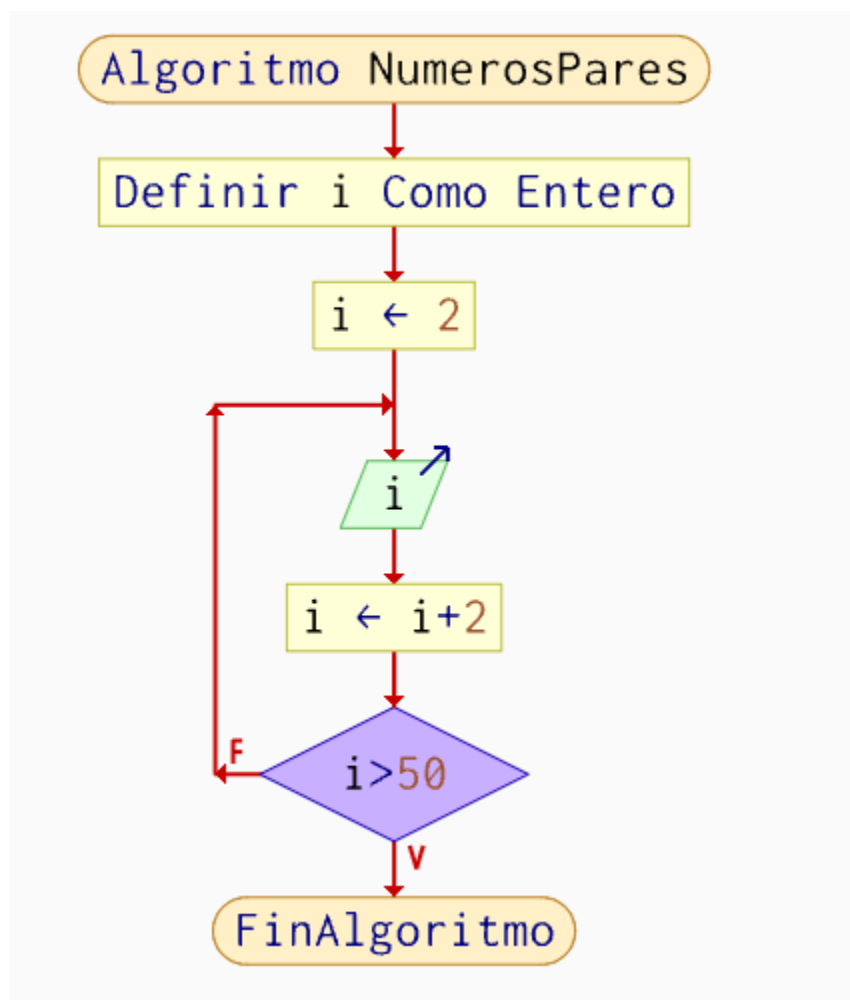 Algoritmo NumerosPares
Definir i Como Entero
i ← 2
i
i ← i+2
i>50
F
V
FinAlgoritmo